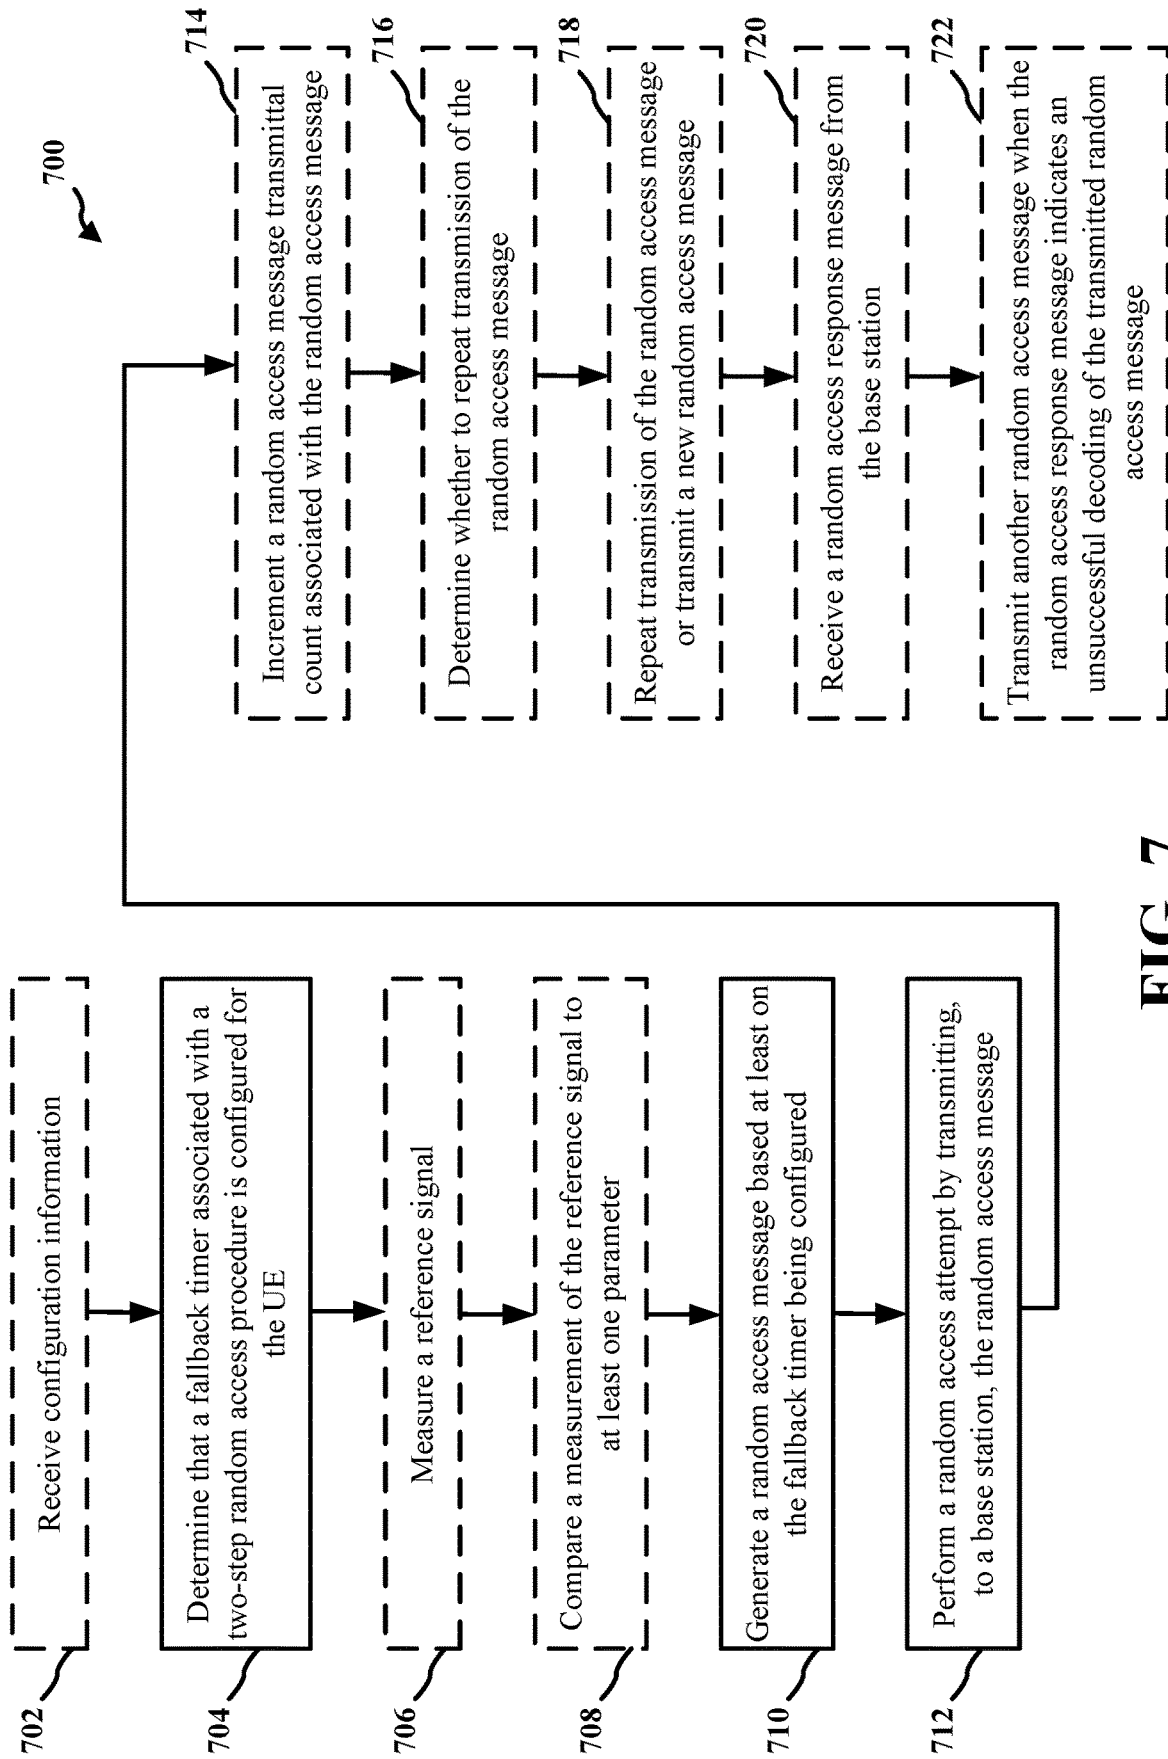 700
702
Receive configuration information
704
Determine that a fallback timer associated with a
two-step random access procedure is configured for
the UE
706
Measure a reference signal
708
Compare a measurement of the reference signal to
at least one parameter
710
Generate a random access message based at least on
the fallback timer being configured
712
Perform a random access attempt by transmitting,
to a base station, the random access message
714
Increment a random access message transmittal
count associated with the random access message
716
Determine whether to repeat transmission of the
random access message
718
Repeat transmission of the random access message
or transmit a new random access message
720
Receive a random access response message from
the base station
722
Transmit another random access message when the
random access response message indicates an
unsuccessful decoding of the transmitted random
access message
FIG. 7